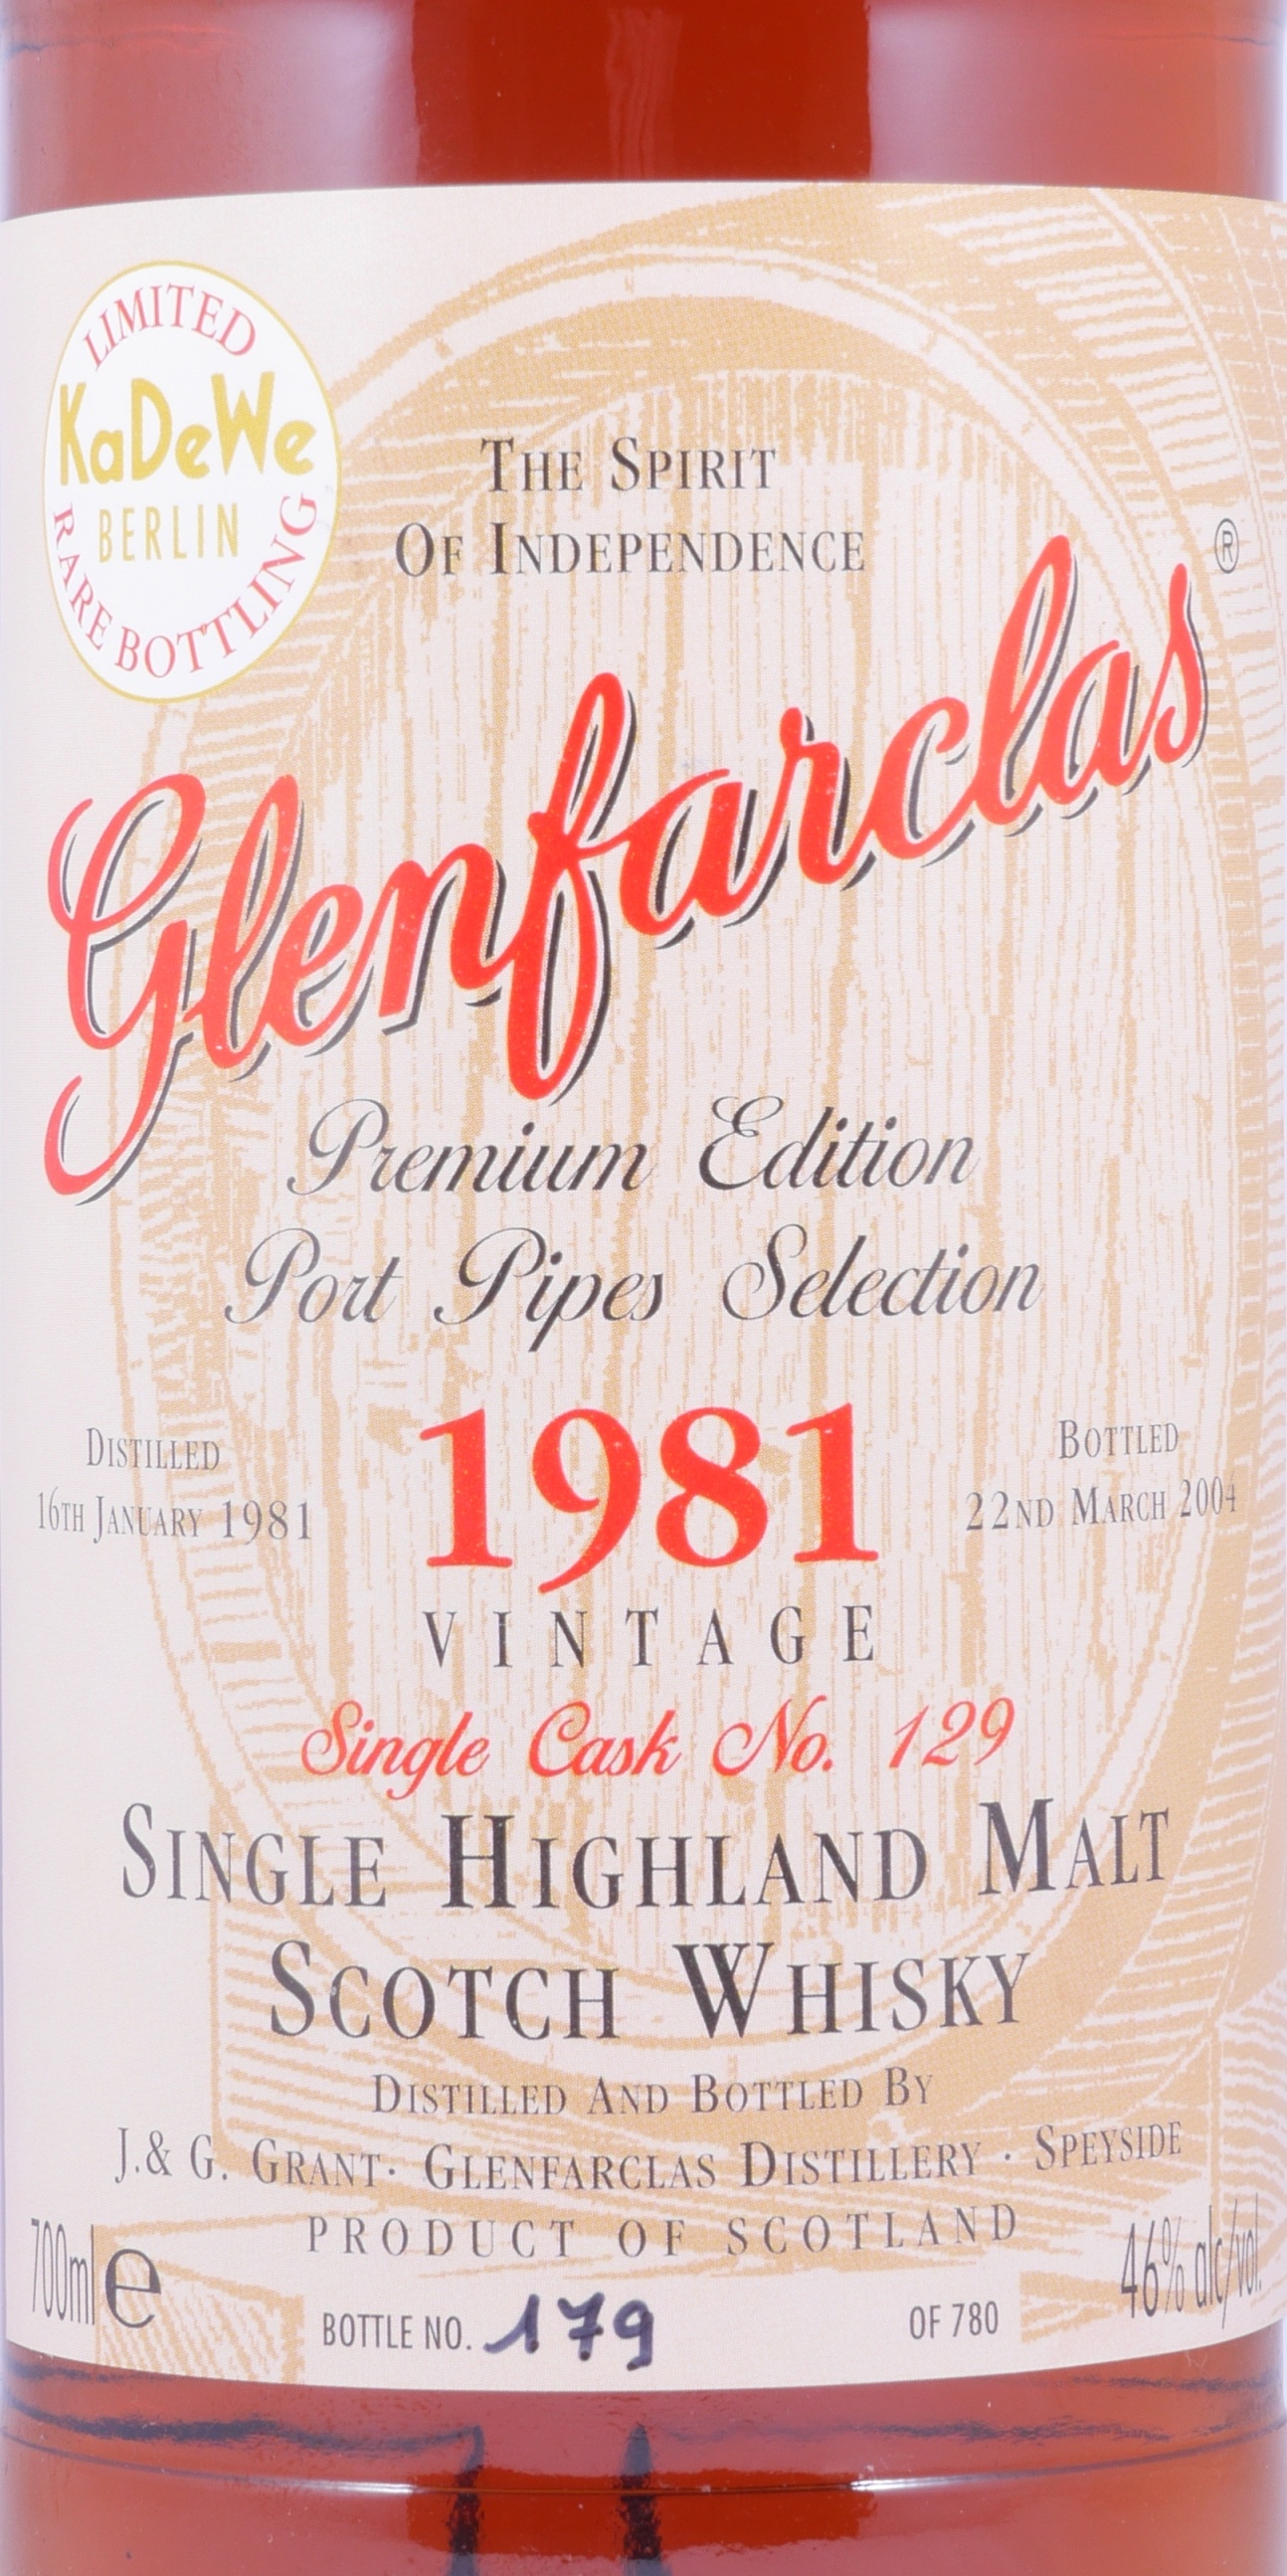 LIMITED
KaDeWe
BERLIN
RARE BOTTLING
THE SPIRIT
OF INDEPENDENCE
Glenfarclas ®
Premium Edition
Port Pipes Selection
DISTILLED
16TH JANUARY 1981
1981
VINTAGE
BOTTLED
22ND MARCH 2004
Single Cask No. 129
SINGLE HIGHLAND MALT
SCOTCH WHISKY
DISTILLED AND BOTTLED BY
J.& G. GRANT· GLENFARCLAS DISTILLERY · SPEYSIDE
PRODUCT OF SCOTLAND
700ml e
46% alc/vol.
BOTTLE NO. 179 OF 780